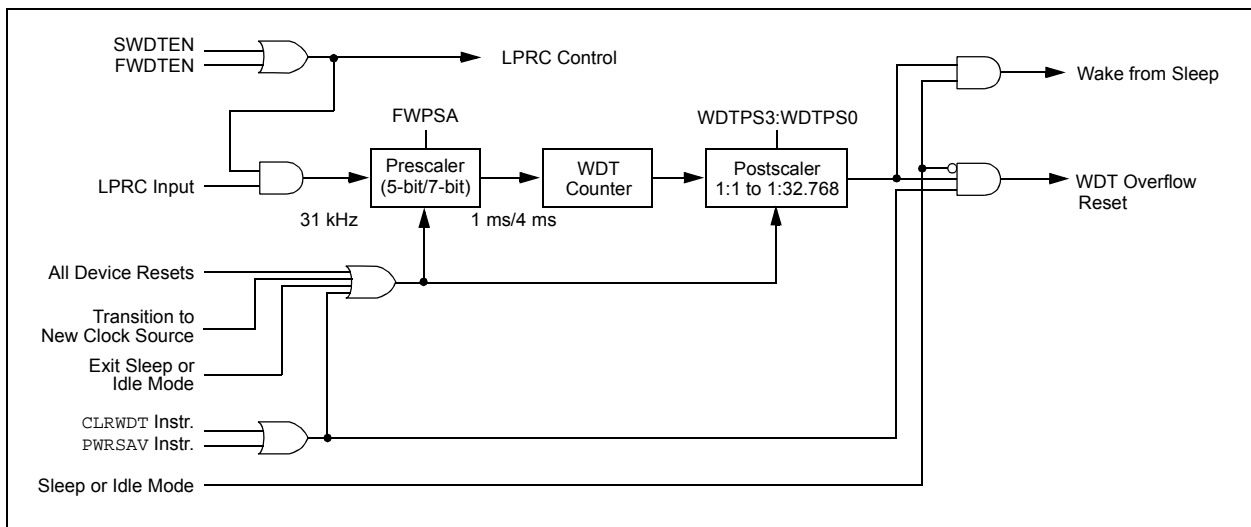 SWDTEN
FWDTEN
LPRC Control
Wake from Sleep
FWPSA
WDTPS3:WDTPS0
LPRC Input
Prescaler
(5-bit/7-bit)
WDT
Counter
Postscaler
1:1 to 1:32.768
WDT Overflow
Reset
31 kHz
1 ms/4 ms
All Device Resets
Transition to
New Clock Source
Exit Sleep or
Idle Mode
CLRWDT Instr.
PWRSAV Instr.
Sleep or Idle Mode